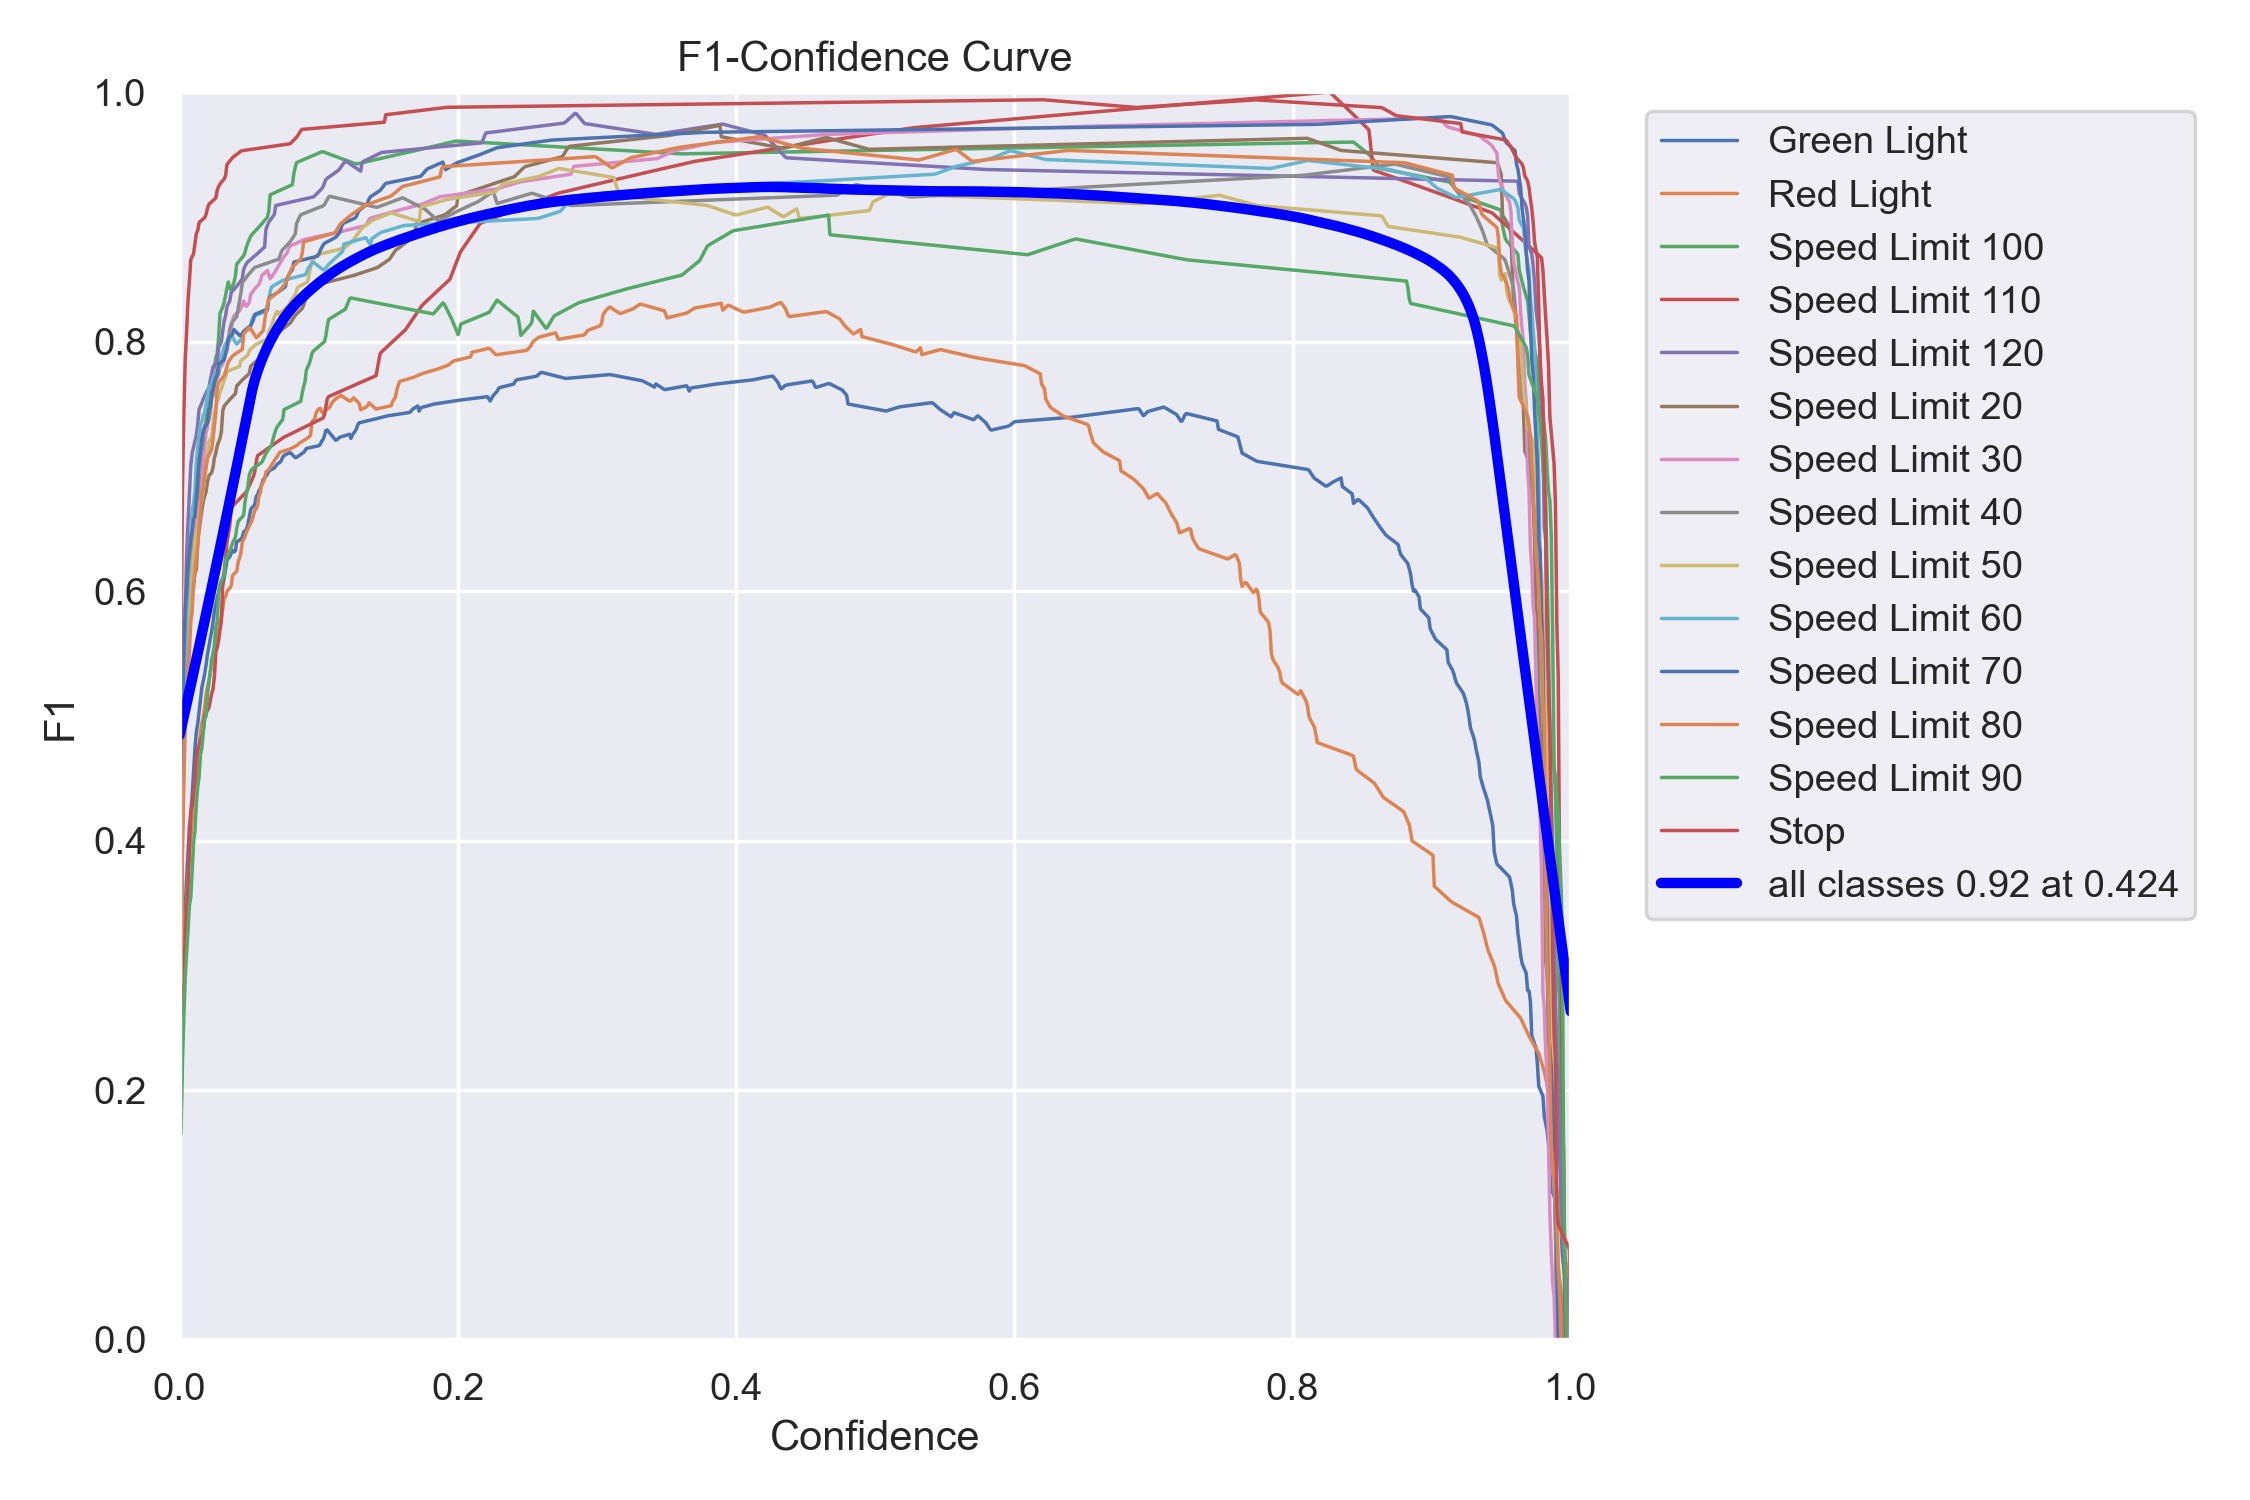 F1-Confidence Curve
1.0
0.8
0.6
0.4
0.2
0.0
F1
0.0 0.2 0.4 0.6 0.8 1.0
Confidence
Green Light
Red Light
Speed Limit 100
Speed Limit 110
Speed Limit 120
Speed Limit 20
Speed Limit 30
Speed Limit 40
Speed Limit 50
Speed Limit 60
Speed Limit 70
Speed Limit 80
Speed Limit 90
Stop
all classes 0.92 at 0.424